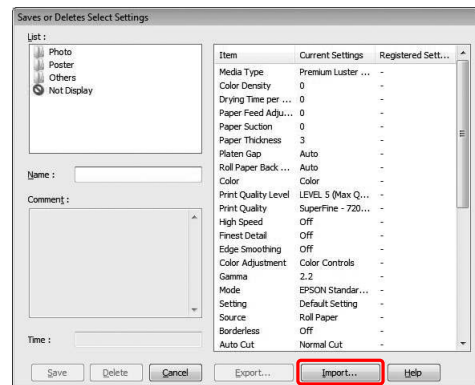 Saves or Deletes Select Settings
List :
Photo
Poster
Others
Not Display
Name :
Comment :
Time :
Item Current Settings Registered Sett...
Media Type Premium Luster ... -
Color Density 0 -
Drying Time per ... 0 -
Paper Feed Adju... 0 -
Paper Suction 0 -
Paper Thickness 3 -
Platen Gap Auto -
Roll Paper Back ... Auto -
Color Color -
Print Quality Level LEVEL 5 (Max Q... -
Print Quality SuperFine - 720... -
High Speed Off -
Finest Detail Off -
Edge Smoothing Off -
Color Adjustment Color Controls -
Gamma 2.2 -
Mode EPSON Standar... -
Setting Default Setting -
Source Roll Paper -
Borderless Off -
Auto Cut Normal Cut -
Save Delete Cancel Export... Import... Help